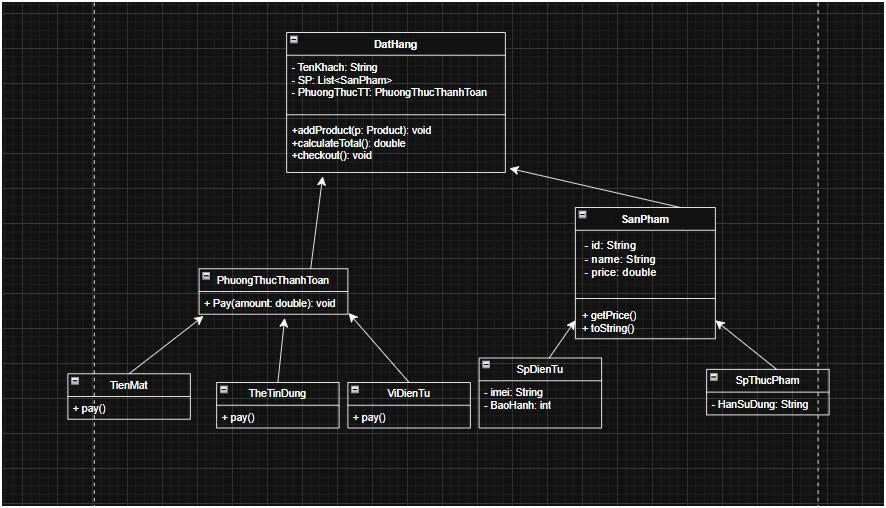 DatHang
- TenKhach: String
- SP: List<SanPham>
- PhuongThucTT: PhuongThucThanhToan
+addProduct(p: Product): void
+calculateTotal(): double
+checkout(): void
SanPham
- id: String
- name: String
- price: double
+ getPrice()
+ toString()
PhuongThucThanhToan
+ Pay(amount: double): void
TienMat
+ pay()
TheTinDung
+ pay()
ViDienTu
+ pay()
SpDienTu
- imei: String
- BaoHanh: int
SpThucPham
- HanSuDung: String